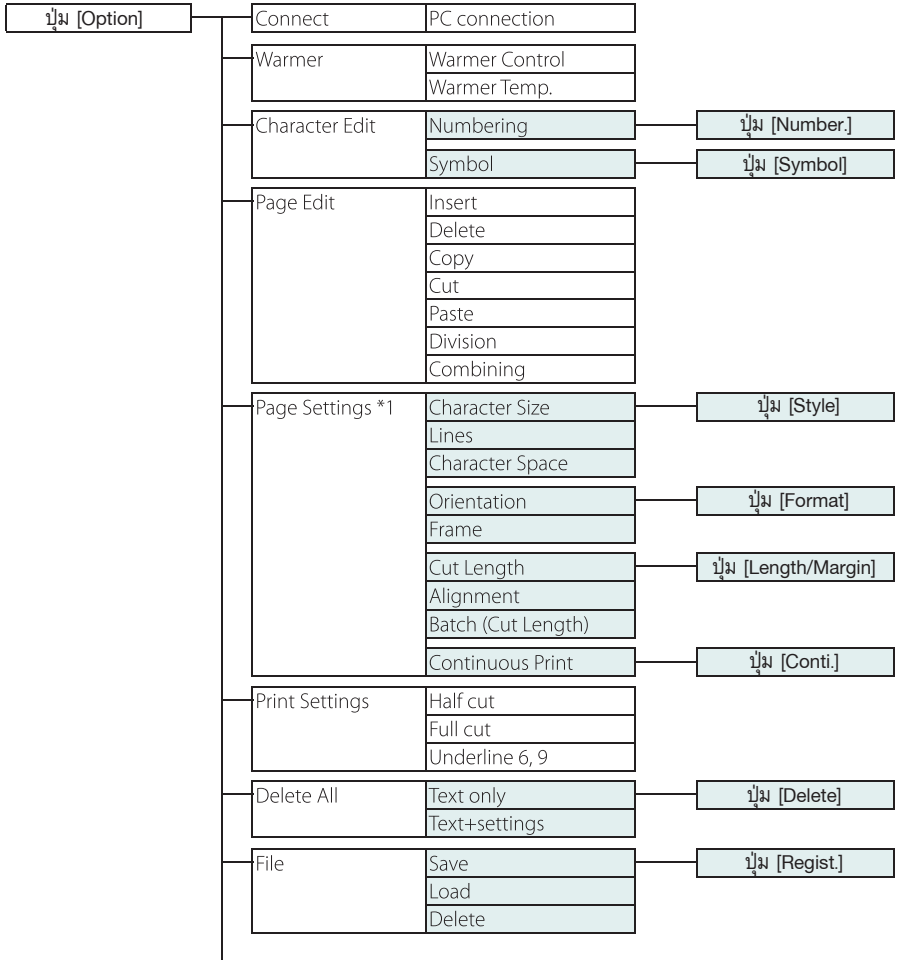 ปุ่ม [Option]
Connect PC connection
Warmer Warmer Control
Warmer Temp.
Character Edit Numbering ปุ่ม [Number.]
Symbol ปุ่ม [Symbol]
Page Edit Insert
Delete
Copy
Cut
Paste
Division
Combining
Page Settings *1 Character Size ปุ่ม [Style]
Lines
Character Space
Orientation ปุ่ม [Format]
Frame
Cut Length ปุ่ม [Length/Margin]
Alignment
Batch (Cut Length)
Continuous Print ปุ่ม [Conti.]
Print Settings Half cut
Full cut
Underline 6, 9
Delete All Text only ปุ่ม [Delete]
Text+settings
File Save ปุ่ม [Regist.]
Load
Delete